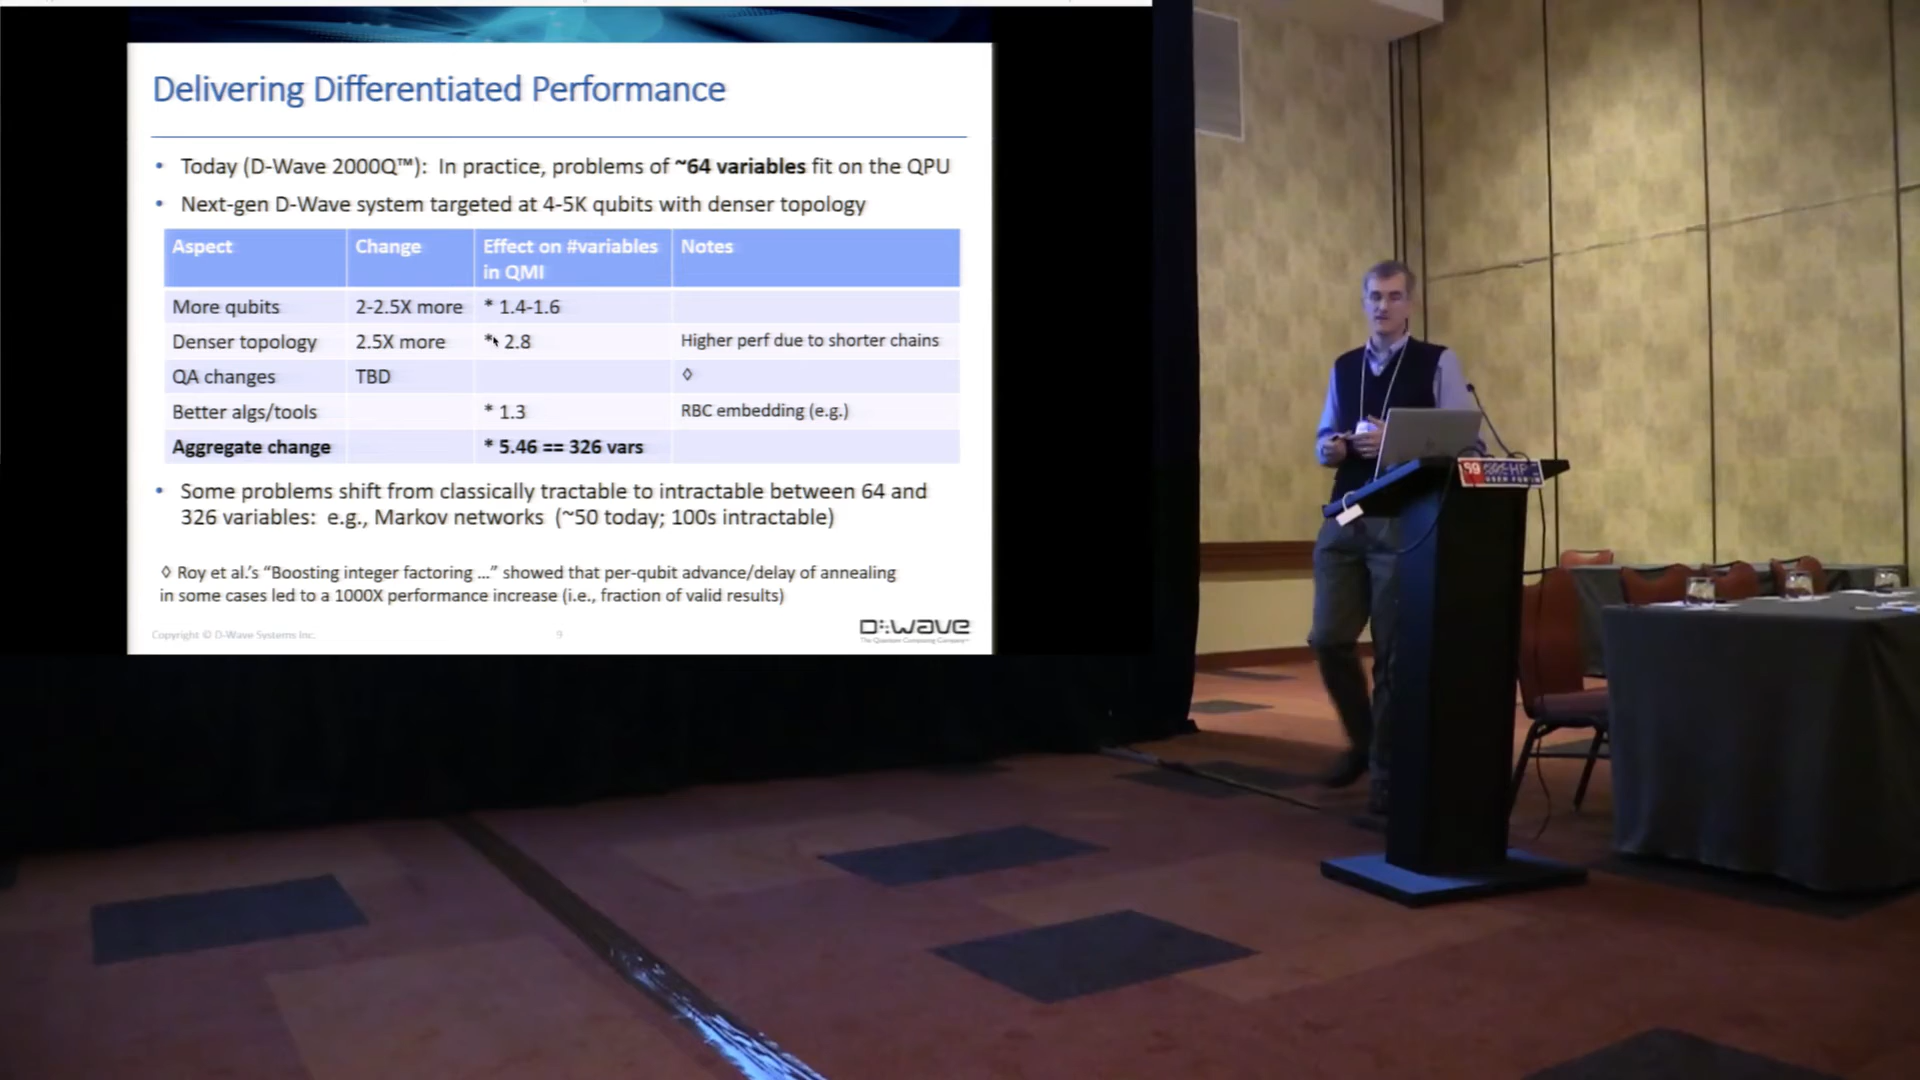 Delivering Differentiated Performance
• Today (D-Wave 2000Q™): In practice, problems of ~64 variables fit on the QPU
• Next-gen D-Wave system targeted at 4-5K qubits with denser topology
Aspect Change Effect on #variables in QMI Notes
More qubits 2-2.5X more * 1.4-1.6
Denser topology 2.5X more * 2.8 Higher perf due to shorter chains
QA changes TBD ◊
Better algs/tools * 1.3 RBC embedding (e.g.)
Aggregate change * 5.46 == 326 vars
• Some problems shift from classically tractable to intractable between 64 and
326 variables: e.g., Markov networks (~50 today; 100s intractable)
◊ Roy et al.'s “Boosting integer factoring ...” showed that per-qubit advance/delay of annealing
in some cases led to a 1000X performance increase (i.e., fraction of valid results)
Copyright © D-Wave Systems Inc. 9
D:wave
The Quantum Computing Company™
USER FORUM